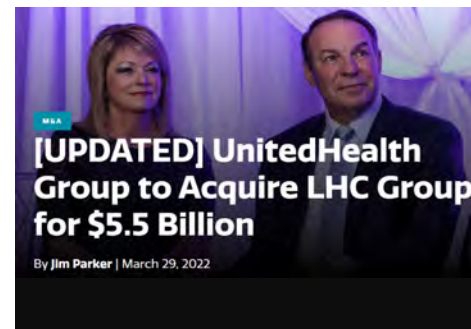 M&A
[UPDATED] UnitedHealth
Group to Acquire LHC Group
for $5.5 Billion
By Jim Parker | March 29, 2022